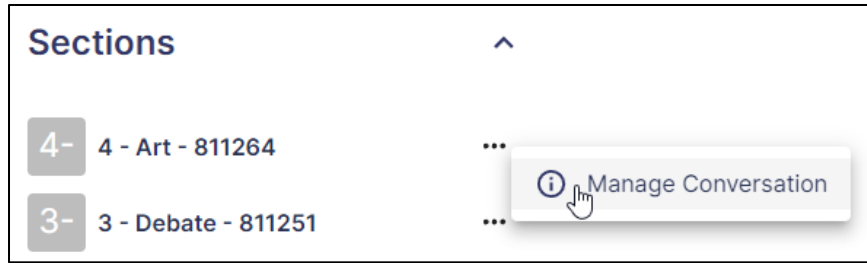 Sections
4- 4 - Art - 811264 ...
Manage Conversation
3- 3 - Debate - 811251 ...